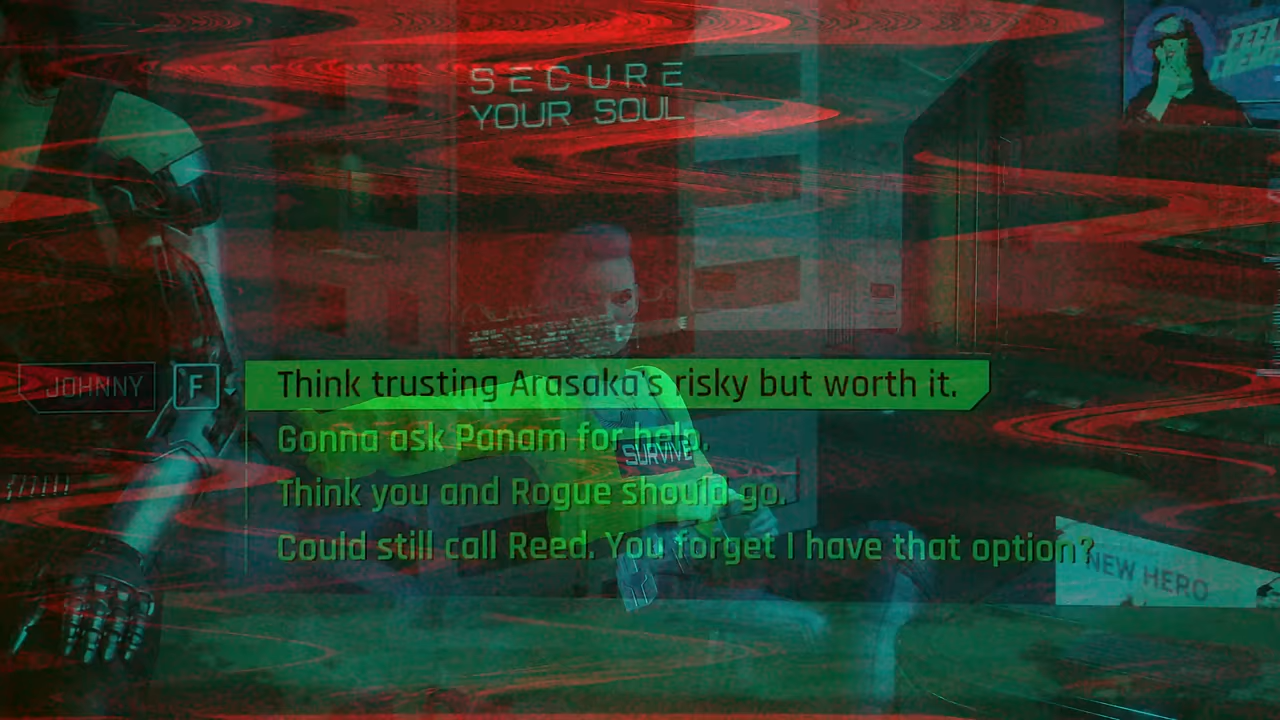 SECURE
YOUR SOUL
JOHNNY
F
Think trusting Arasaka's risky but worth it.
Gonna ask Panam for help.
SURVIVE
Think you and Rogue should go.
Could still call Reed. You forget I have that option?
NEW HERO